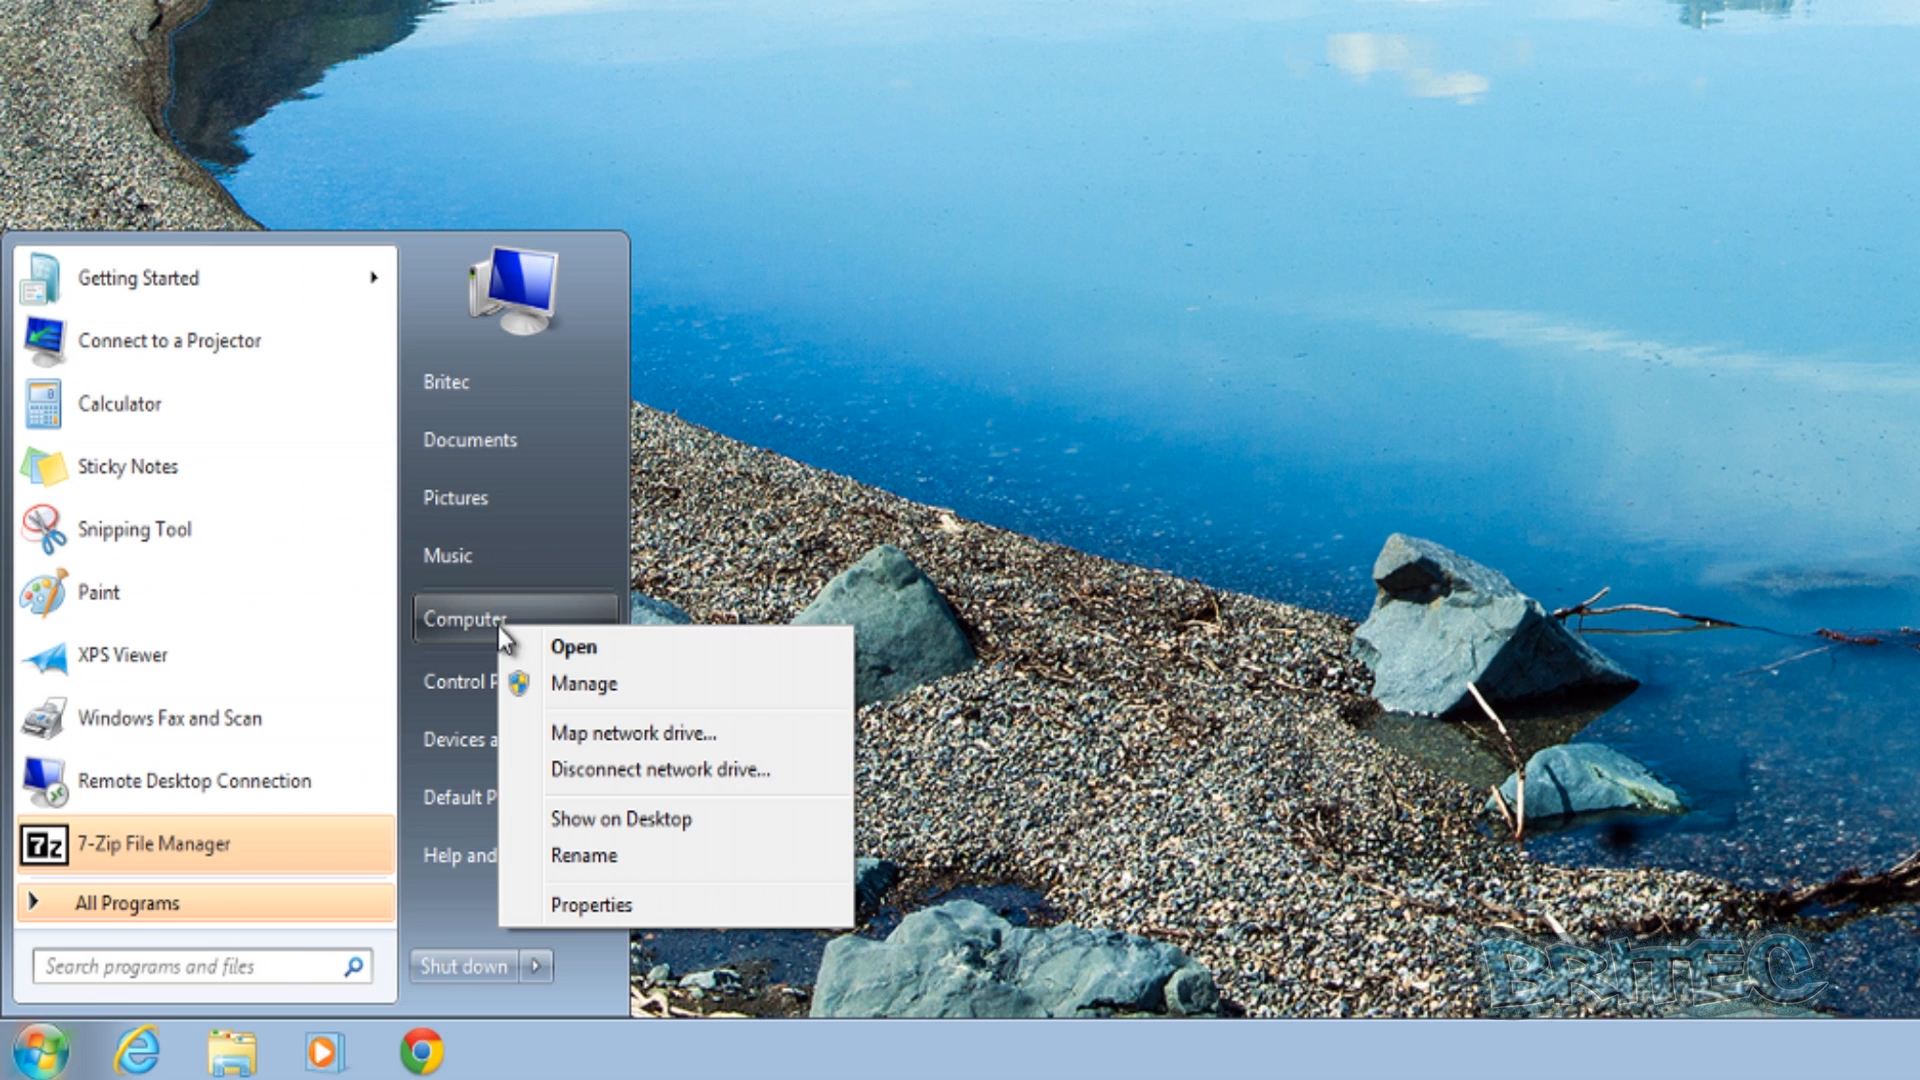 Getting Started
Connect to a Projector
Calculator
Sticky Notes
Snipping Tool
Paint
XPS Viewer
Windows Fax and Scan
Remote Desktop Connection
7z
7-Zip File Manager
All Programs
Search programs and files
Britec
Documents
Pictures
Music
Computer
Control P
Devices a
Default P
Help and
Shut down
Open
Manage
Map network drive...
Disconnect network drive...
Show on Desktop
Rename
Properties
BRITEC